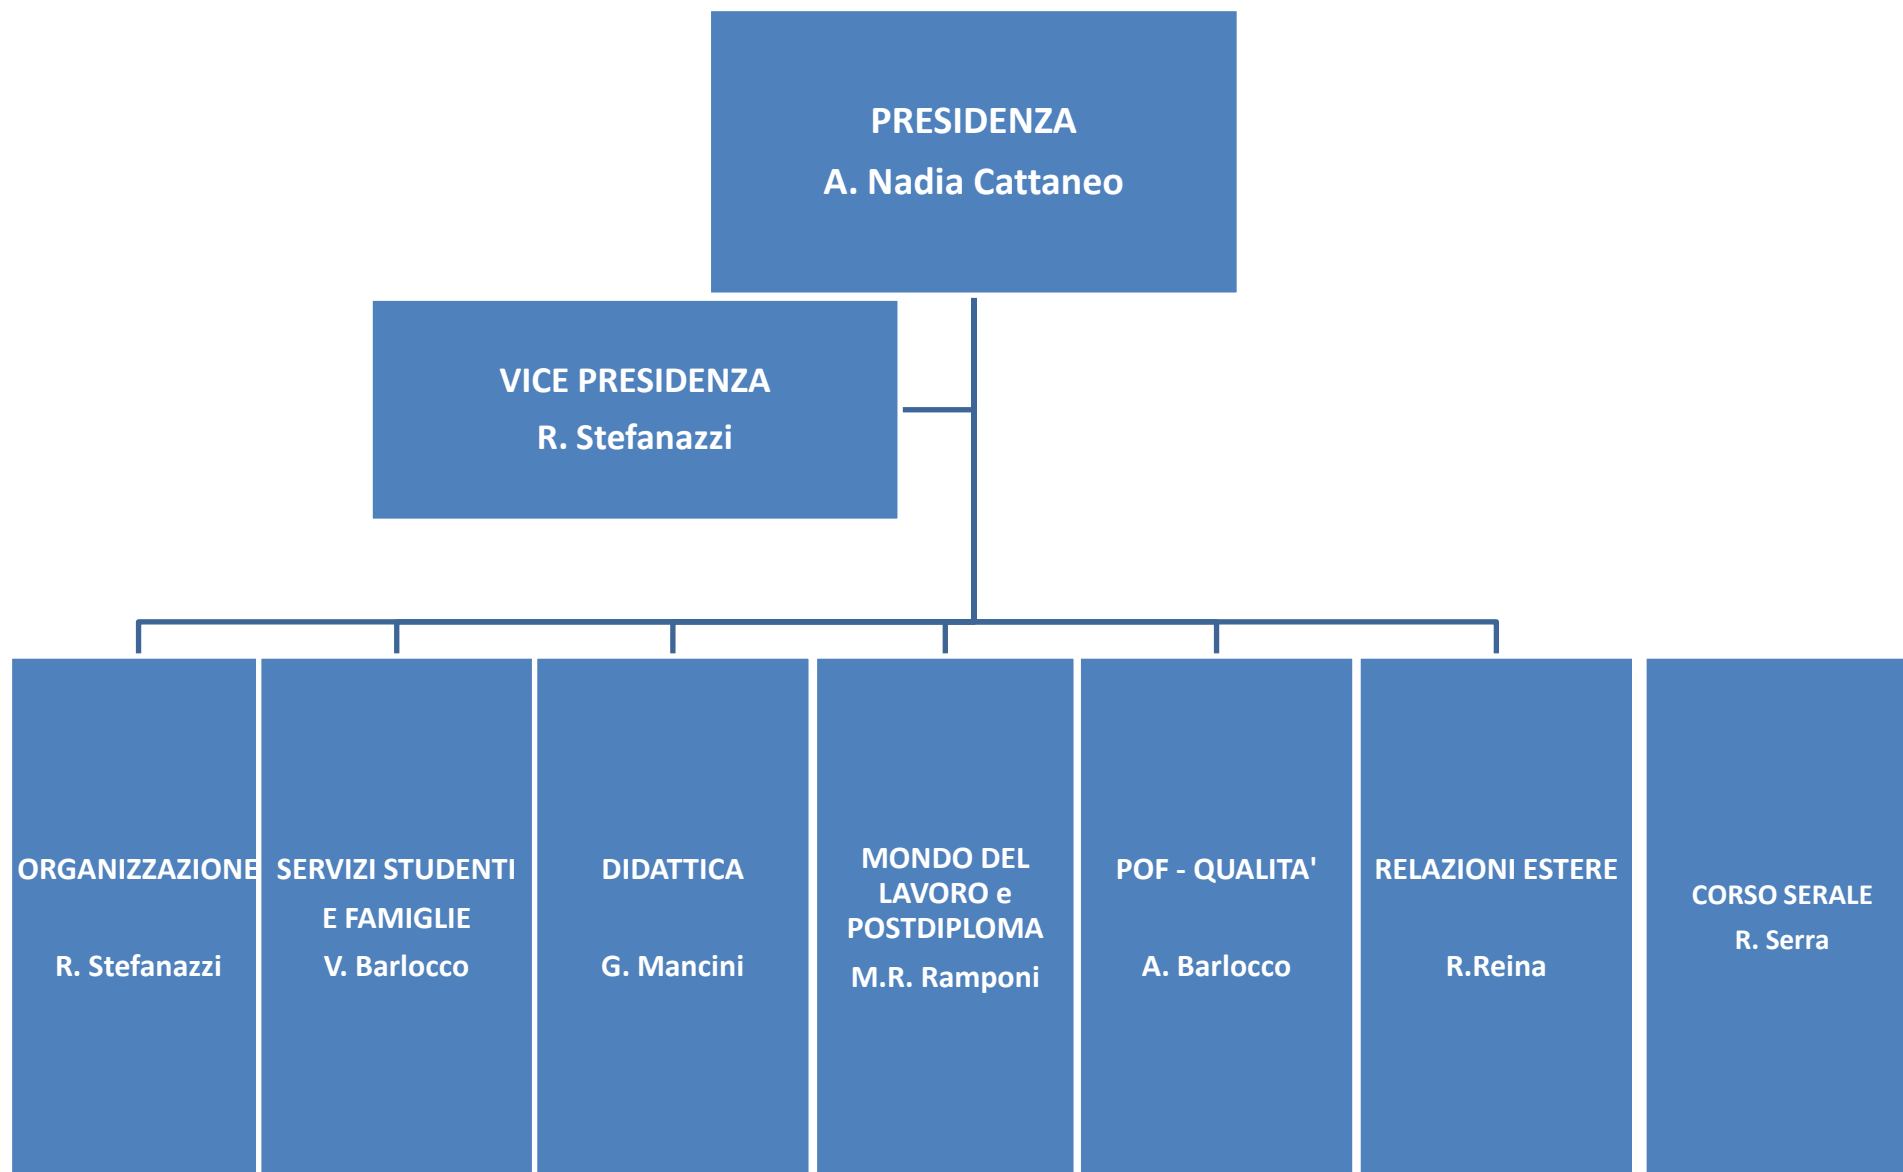 PRESIDENZA
A. Nadia Cattaneo
VICE PRESIDENZA
R. Stefanazzi
ORGANIZZAZIONE
R. Stefanazzi
SERVIZI STUDENTI
E FAMIGLIE
V. Barlocco
DIDATTICA
G. Mancini
MONDO DEL
LAVORO e
POSTDIPLOMA
M.R. Ramponi
POF - QUALITA'
A. Barlocco
RELAZIONI ESTERE
R.Reina
CORSO SERALE
R. Serra